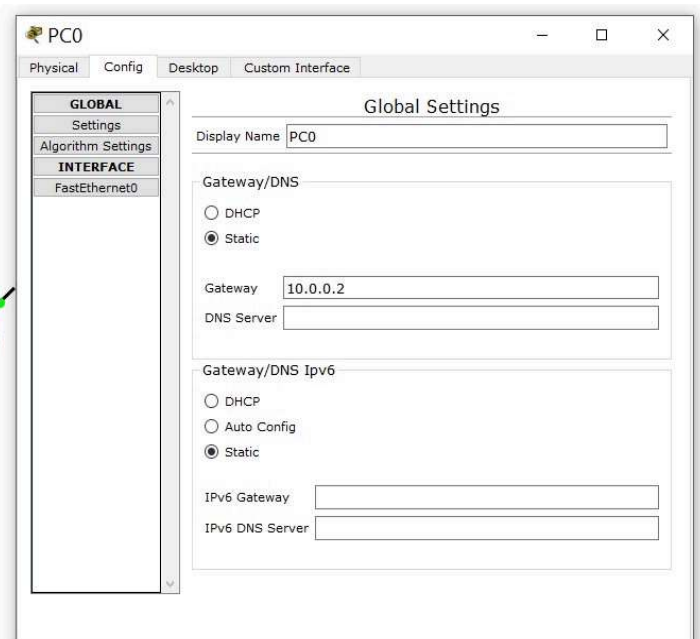 PC0
Physical Config Desktop Custom Interface
GLOBAL
Settings
Algorithm Settings
INTERFACE
FastEthernet0
Global Settings
Display Name PC0
Gateway/DNS
DHCP
Static
Gateway 10.0.0.2
DNS Server
Gateway/DNS Ipv6
DHCP
Auto Config
Static
IPv6 Gateway
IPv6 DNS Server